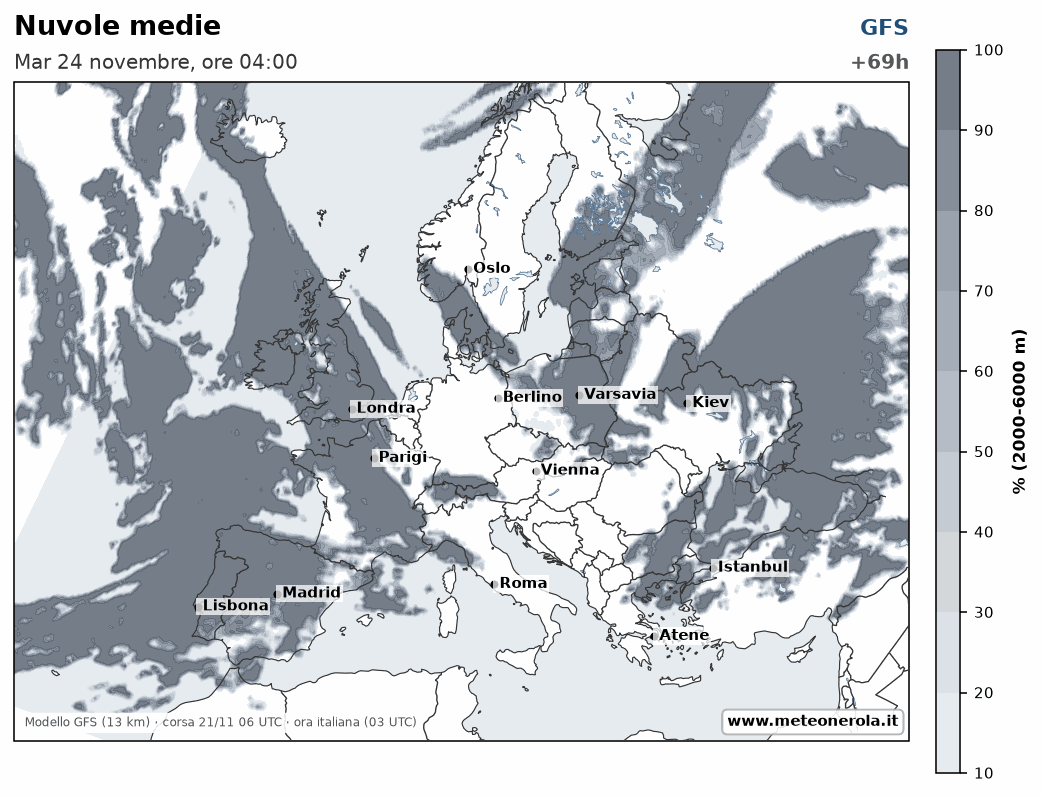 Nuvole medie
GFS
Mar 24 novembre, ore 04:00
+69h
100
90
80
70
60
50
40
30
20
10
% (2000-6000 m)
Oslo
Berlino
Varsavia
Kiev
Londra
Parigi
Vienna
Istanbul
Roma
Madrid
Lisbona
Atene
Modello GFS (13 km) · corsa 21/11 06 UTC · ora italiana (03 UTC)
www.meteonerola.it